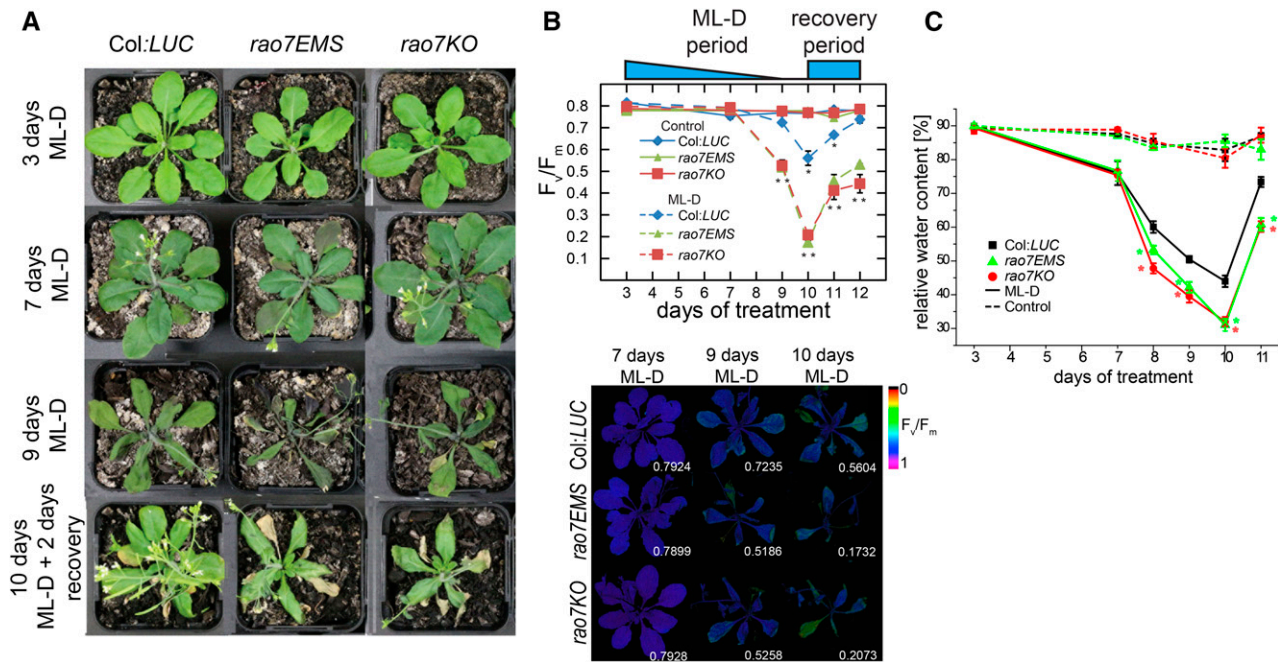 A
Col:LUC rao7EMS rao7KO
3 days
ML-D
7 days
ML-D
9 days
ML-D
10 days
ML-D + 2 days
recovery
B
ML-D
period
recovery
period
0.8
0.7
0.6
0.5
0.4
0.3
0.2
0.1
Fv/Fm
Control
Col:LUC
rao7EMS
rao7KO
ML-D
Col:LUC
rao7EMS
rao7KO
* *
*
* *
*
* *
* *
3 4 5 6 7 8 9 10 11 12
days of treatment
7 days
ML-D
9 days
ML-D
10 days
ML-D
Col:LUC
0.7924 0.7235 0.5604
rao7EMS
0.7899 0.5186 0.1732
rao7KO
0.7928 0.5258 0.2073
0
Fv/Fm
1
C
relative water content [%]
90
80
70
60
50
40
30
Col:LUC
rao7EMS
rao7KO
ML-D
Control
* *
* *
* *
* *
3 4 5 6 7 8 9 10 11
days of treatment